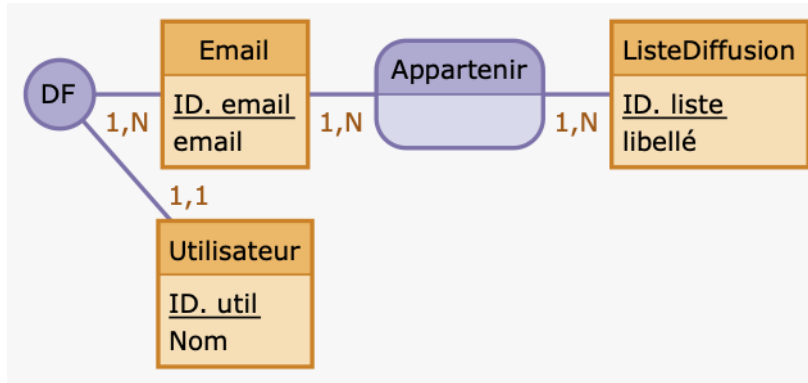 Email
ID. email
email
DF
1,N
1,N
Appartenir
1,N
ListeDiffusion
ID. liste
libellé
1,1
Utilisateur
ID. util
Nom